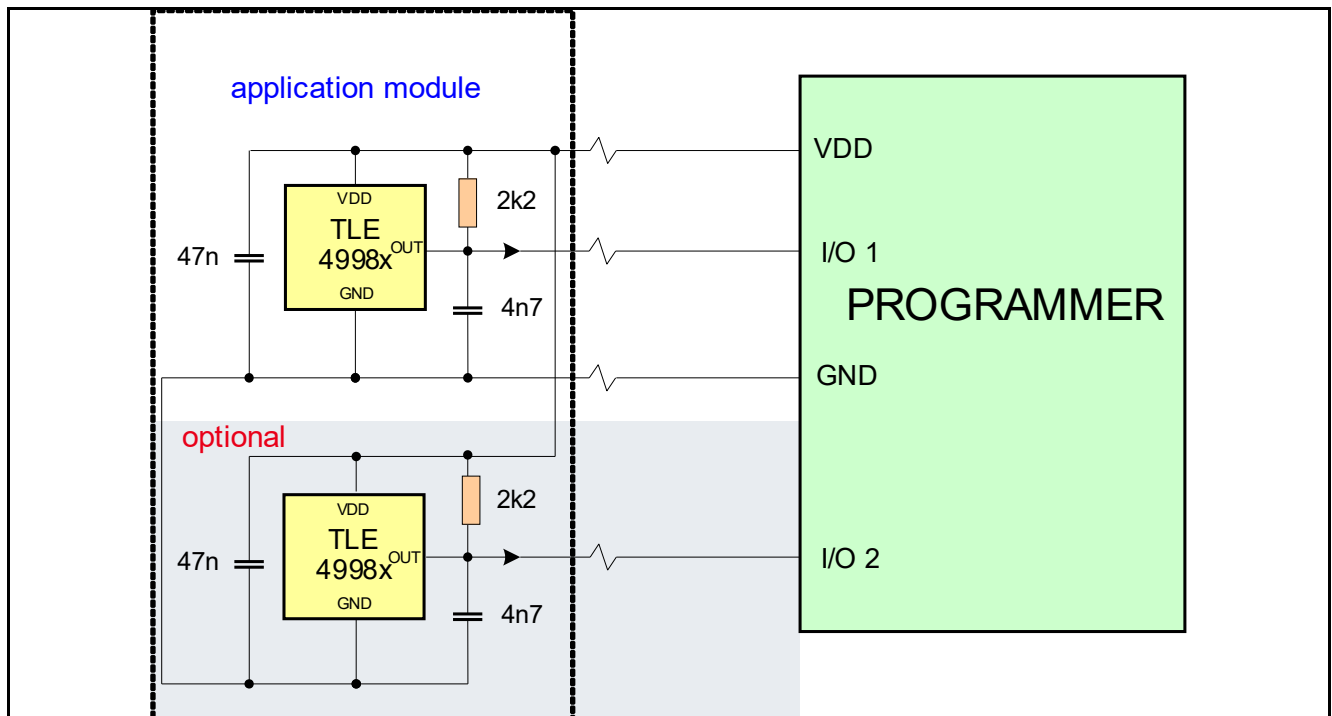 application module
VDD
VDD
2k2
TLE
4998x
OUT
I/O 1
47n
GND
4n7
PROGRAMMER
GND
optional
VDD
2k2
TLE
4998x
OUT
I/O 2
47n
GND
4n7